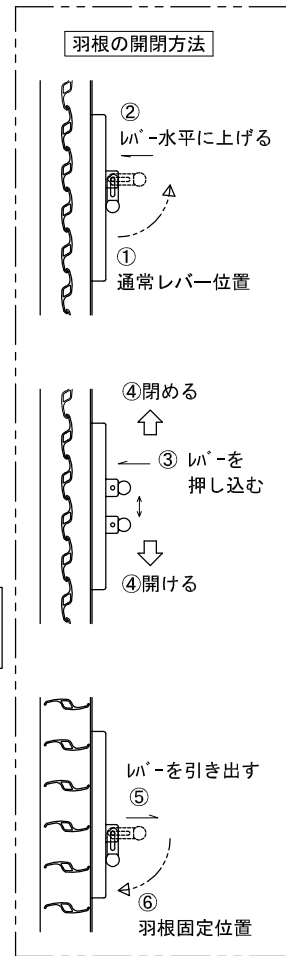 羽根の開閉方法
②
ﾚﾊﾞｰ水平に上げる
①
通常レバー位置
④閉める
③ ﾚﾊﾞｰを
押し込む
④開ける
ﾚﾊﾞｰを引き出す
⑤
⑥
羽根固定位置